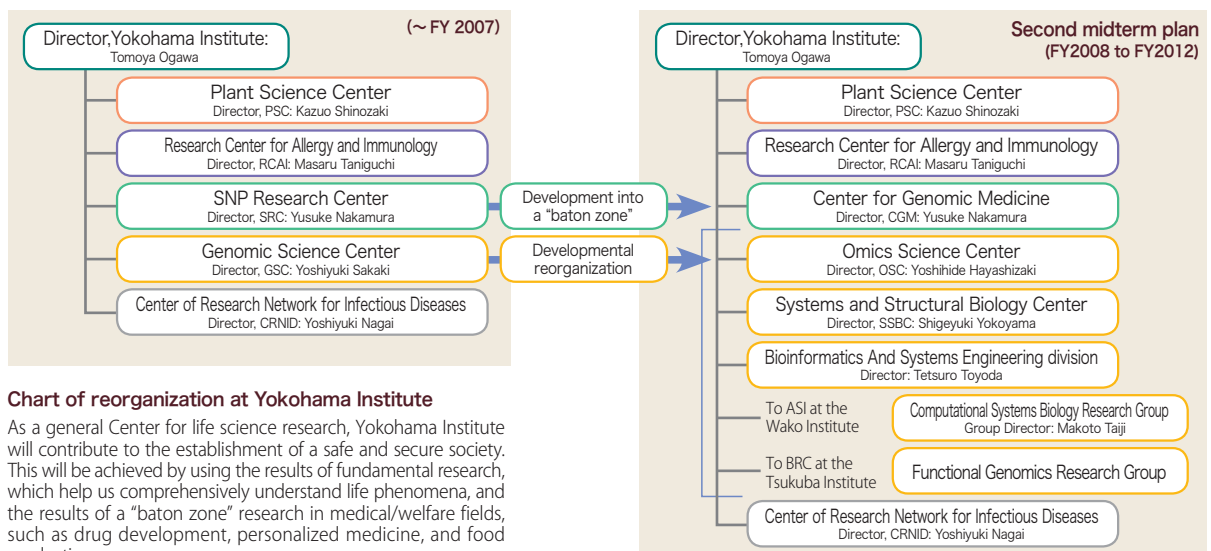 (～ FY 2007)
Director,Yokohama Institute:
Tomoya Ogawa
Plant Science Center
Director, PSC: Kazuo Shinozaki
Research Center for Allergy and Immunology
Director, RCAI: Masaru Taniguchi
SNP Research Center
Director, SRC: Yusuke Nakamura
Genomic Science Center
Director, GSC: Yoshiyuki Sakaki
Center of Research Network for Infectious Diseases
Director, CRNID: Yoshiyuki Nagai
Development into
a “baton zone”
Developmental
reorganization
Second midterm plan
(FY2008 to FY2012)
Director,Yokohama Institute:
Tomoya Ogawa
Plant Science Center
Director, PSC: Kazuo Shinozaki
Research Center for Allergy and Immunology
Director, RCAI: Masaru Taniguchi
Center for Genomic Medicine
Director, CGM: Yusuke Nakamura
Omics Science Center
Director, OSC: Yoshihide Hayashizaki
Systems and Structural Biology Center
Director, SSBC: Shigeyuki Yokoyama
Bioinformatics And Systems Engineering division
Director: Tetsuro Toyoda
To ASI at the
Wako Institute
Computational Systems Biology Research Group
Group Director: Makoto Taiji
To BRC at the
Tsukuba Institute
Functional Genomics Research Group
Center of Research Network for Infectious Diseases
Director, CRNID: Yoshiyuki Nagai
Chart of reorganization at Yokohama Institute
As a general Center for life science research, Yokohama Institute
will contribute to the establishment of a safe and secure society.
This will be achieved by using the results of fundamental research,
which help us comprehensively understand life phenomena, and
the results of a “baton zone” research in medical/welfare fields,
such as drug development, personalized medicine, and food